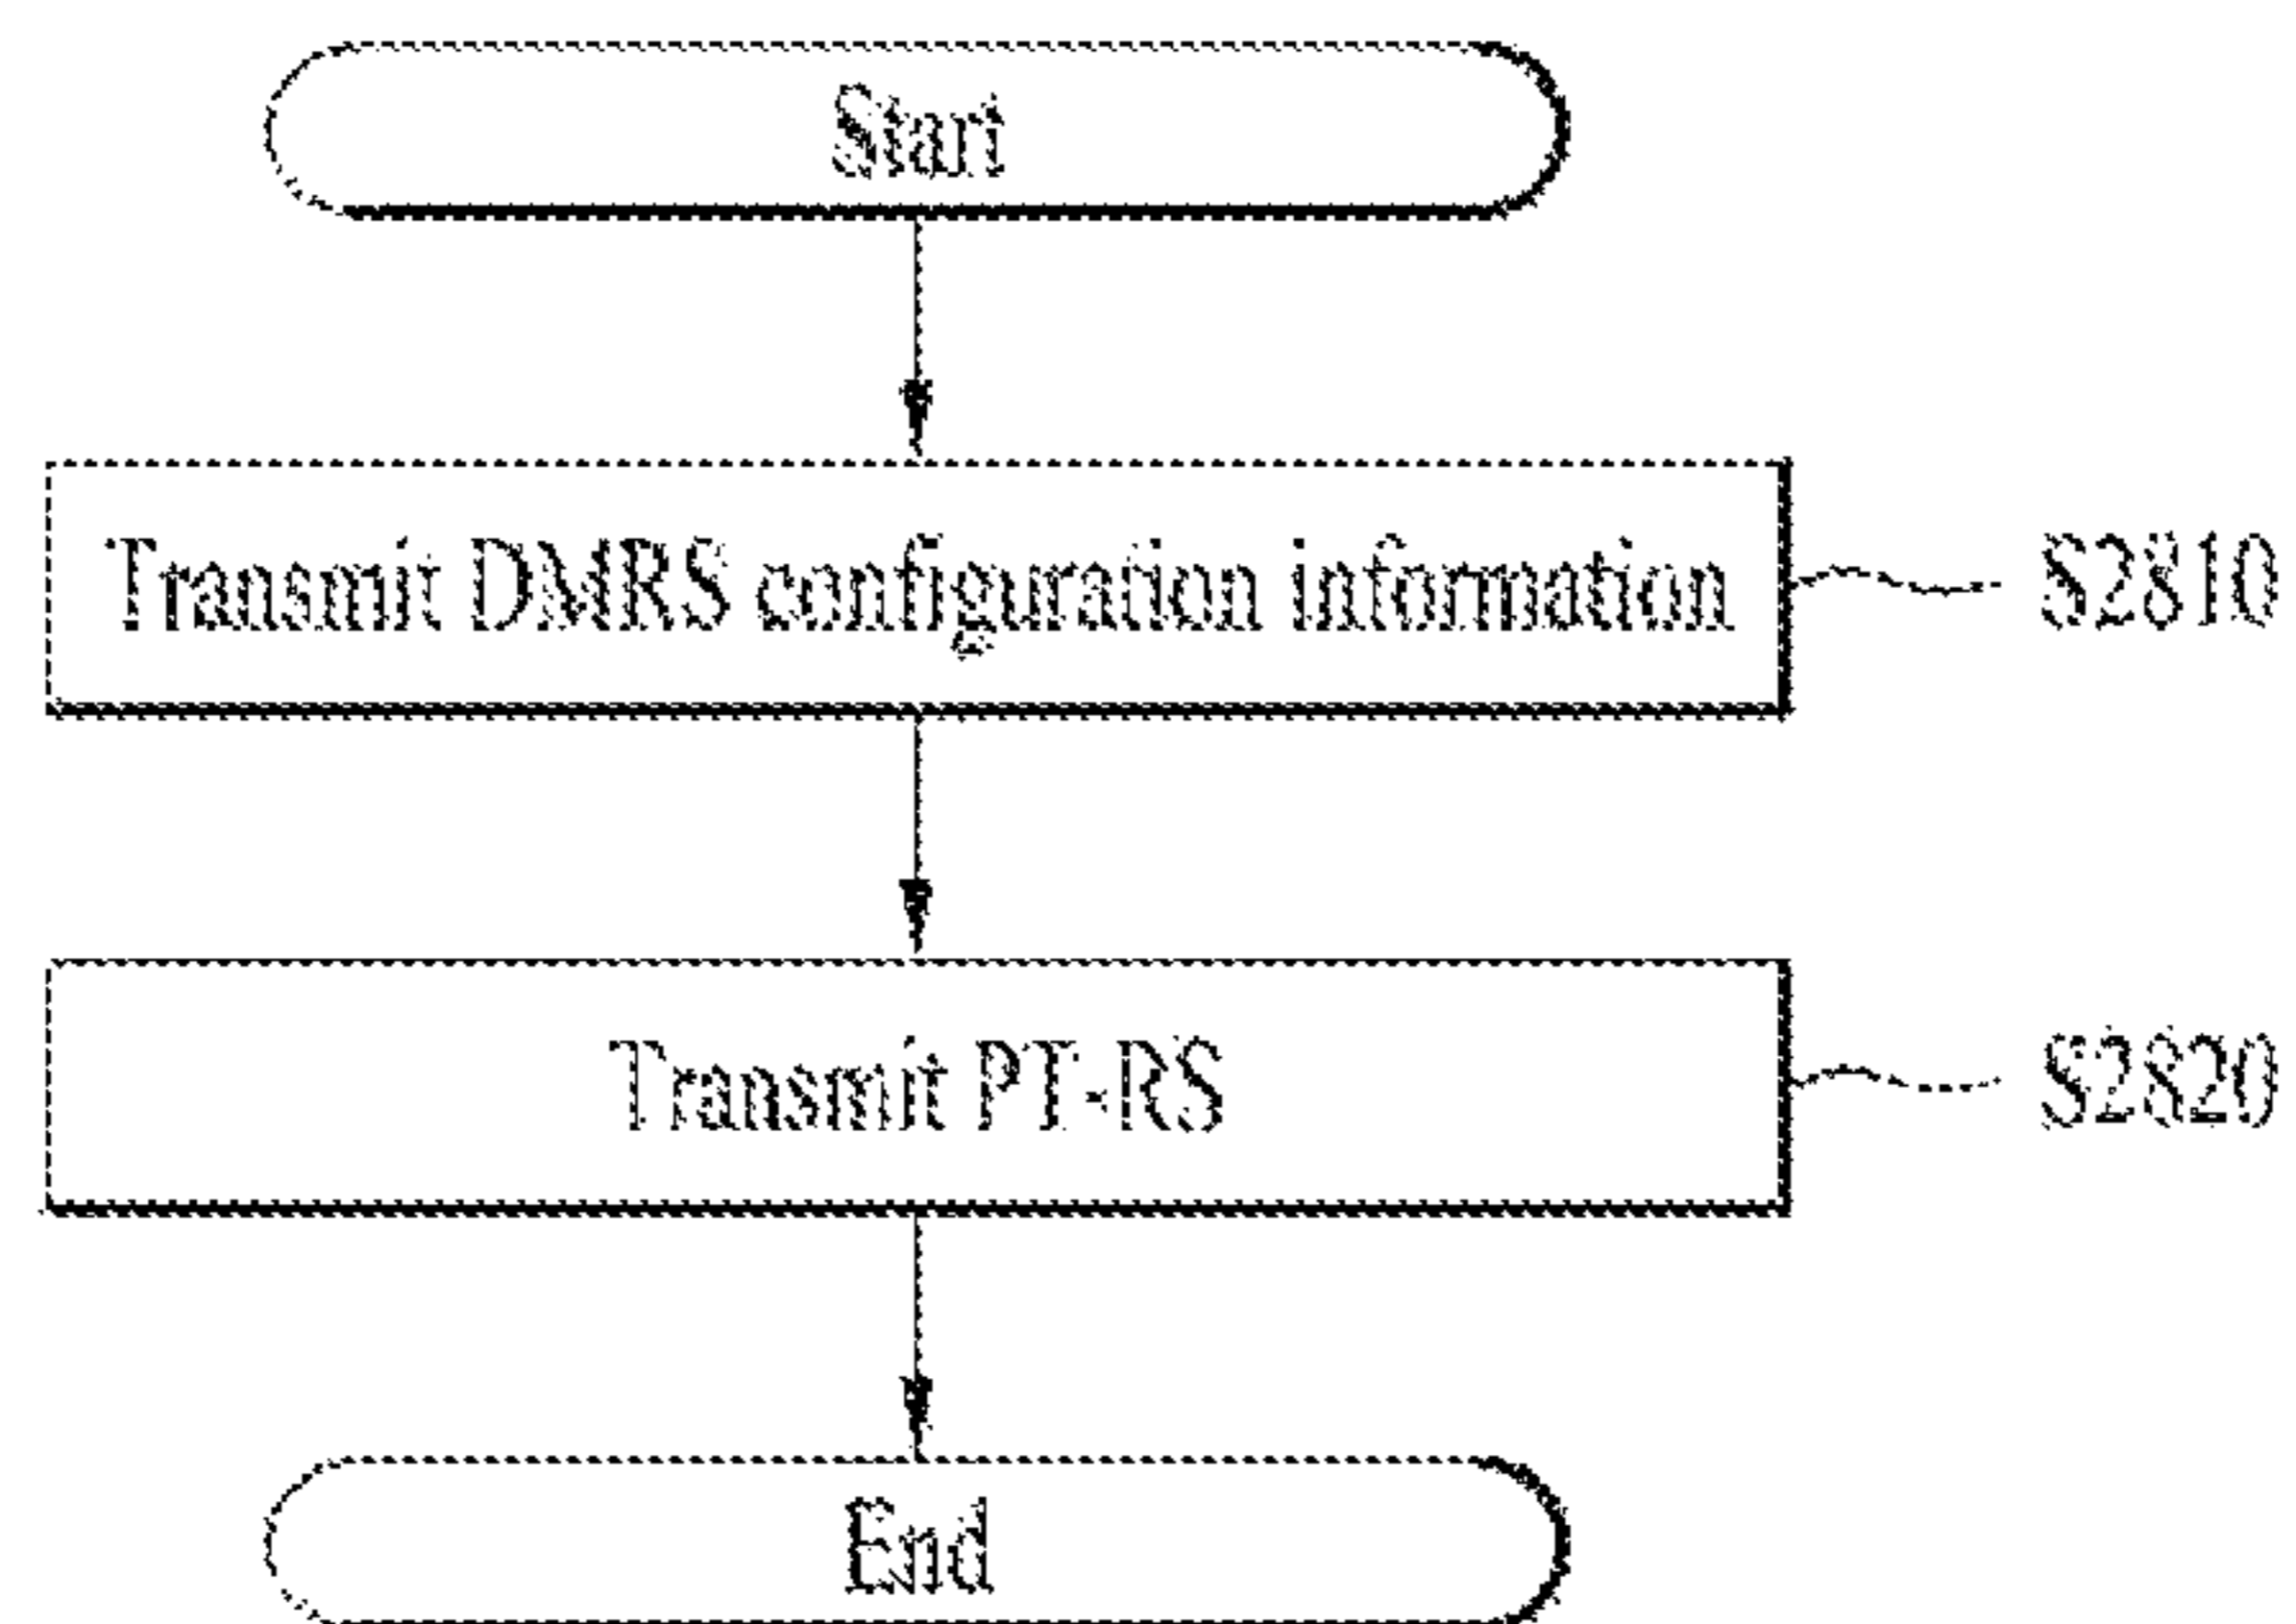 Start
Transmit DMRS configuration information
S2810
Transmit PT-RS
S2820
End